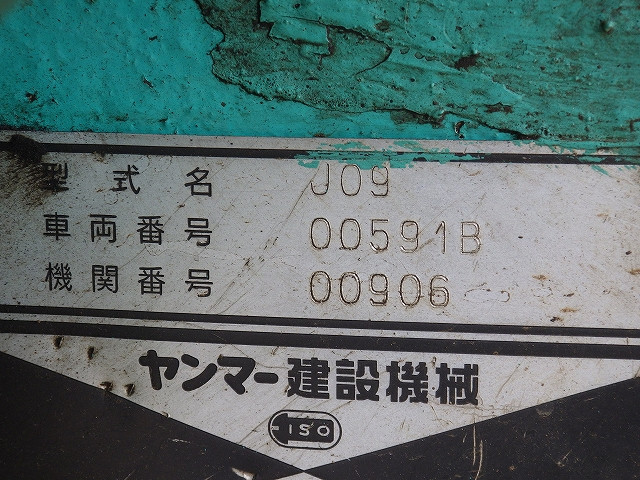 型式名 J09
車両番号 00591B
機関番号 00906
ヤンマー建設機械
ISO